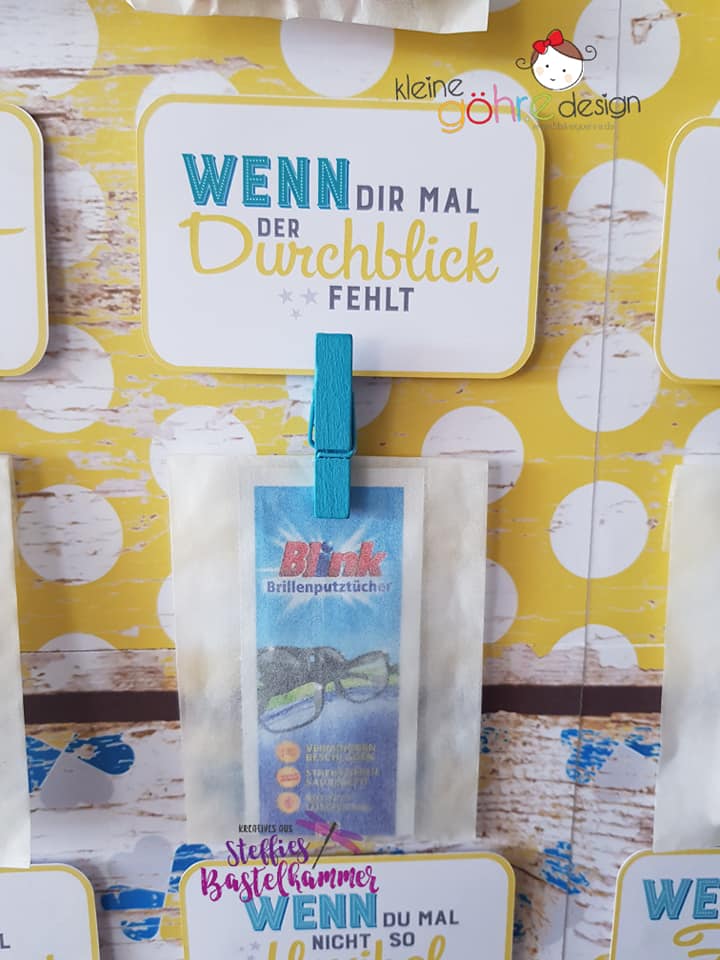 kleine
göhre design
WENN DIR MAL
DER
Durchblick
FEHLT
Blink
Brillenputztücher
KREATIVES AUS
Steffies
Bastelkammer
WENN DU MAL
NICHT SO
WE